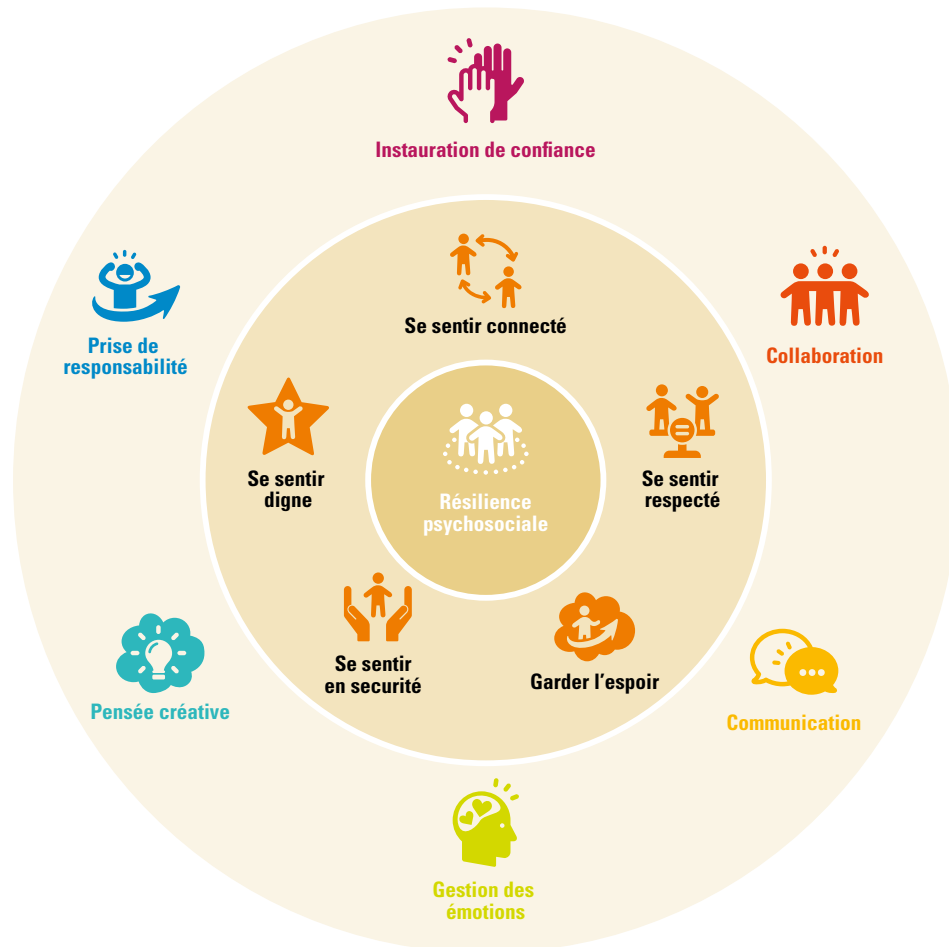 Instauration de confiance
Se sentir connecté
Prise de
responsabilité
Collaboration
Se sentir
digne
Résilience
psychosociale
Se sentir
respecté
Se sentir
en securité
Garder l'espoir
Pensée créative
Communication
Gestion des
émotions